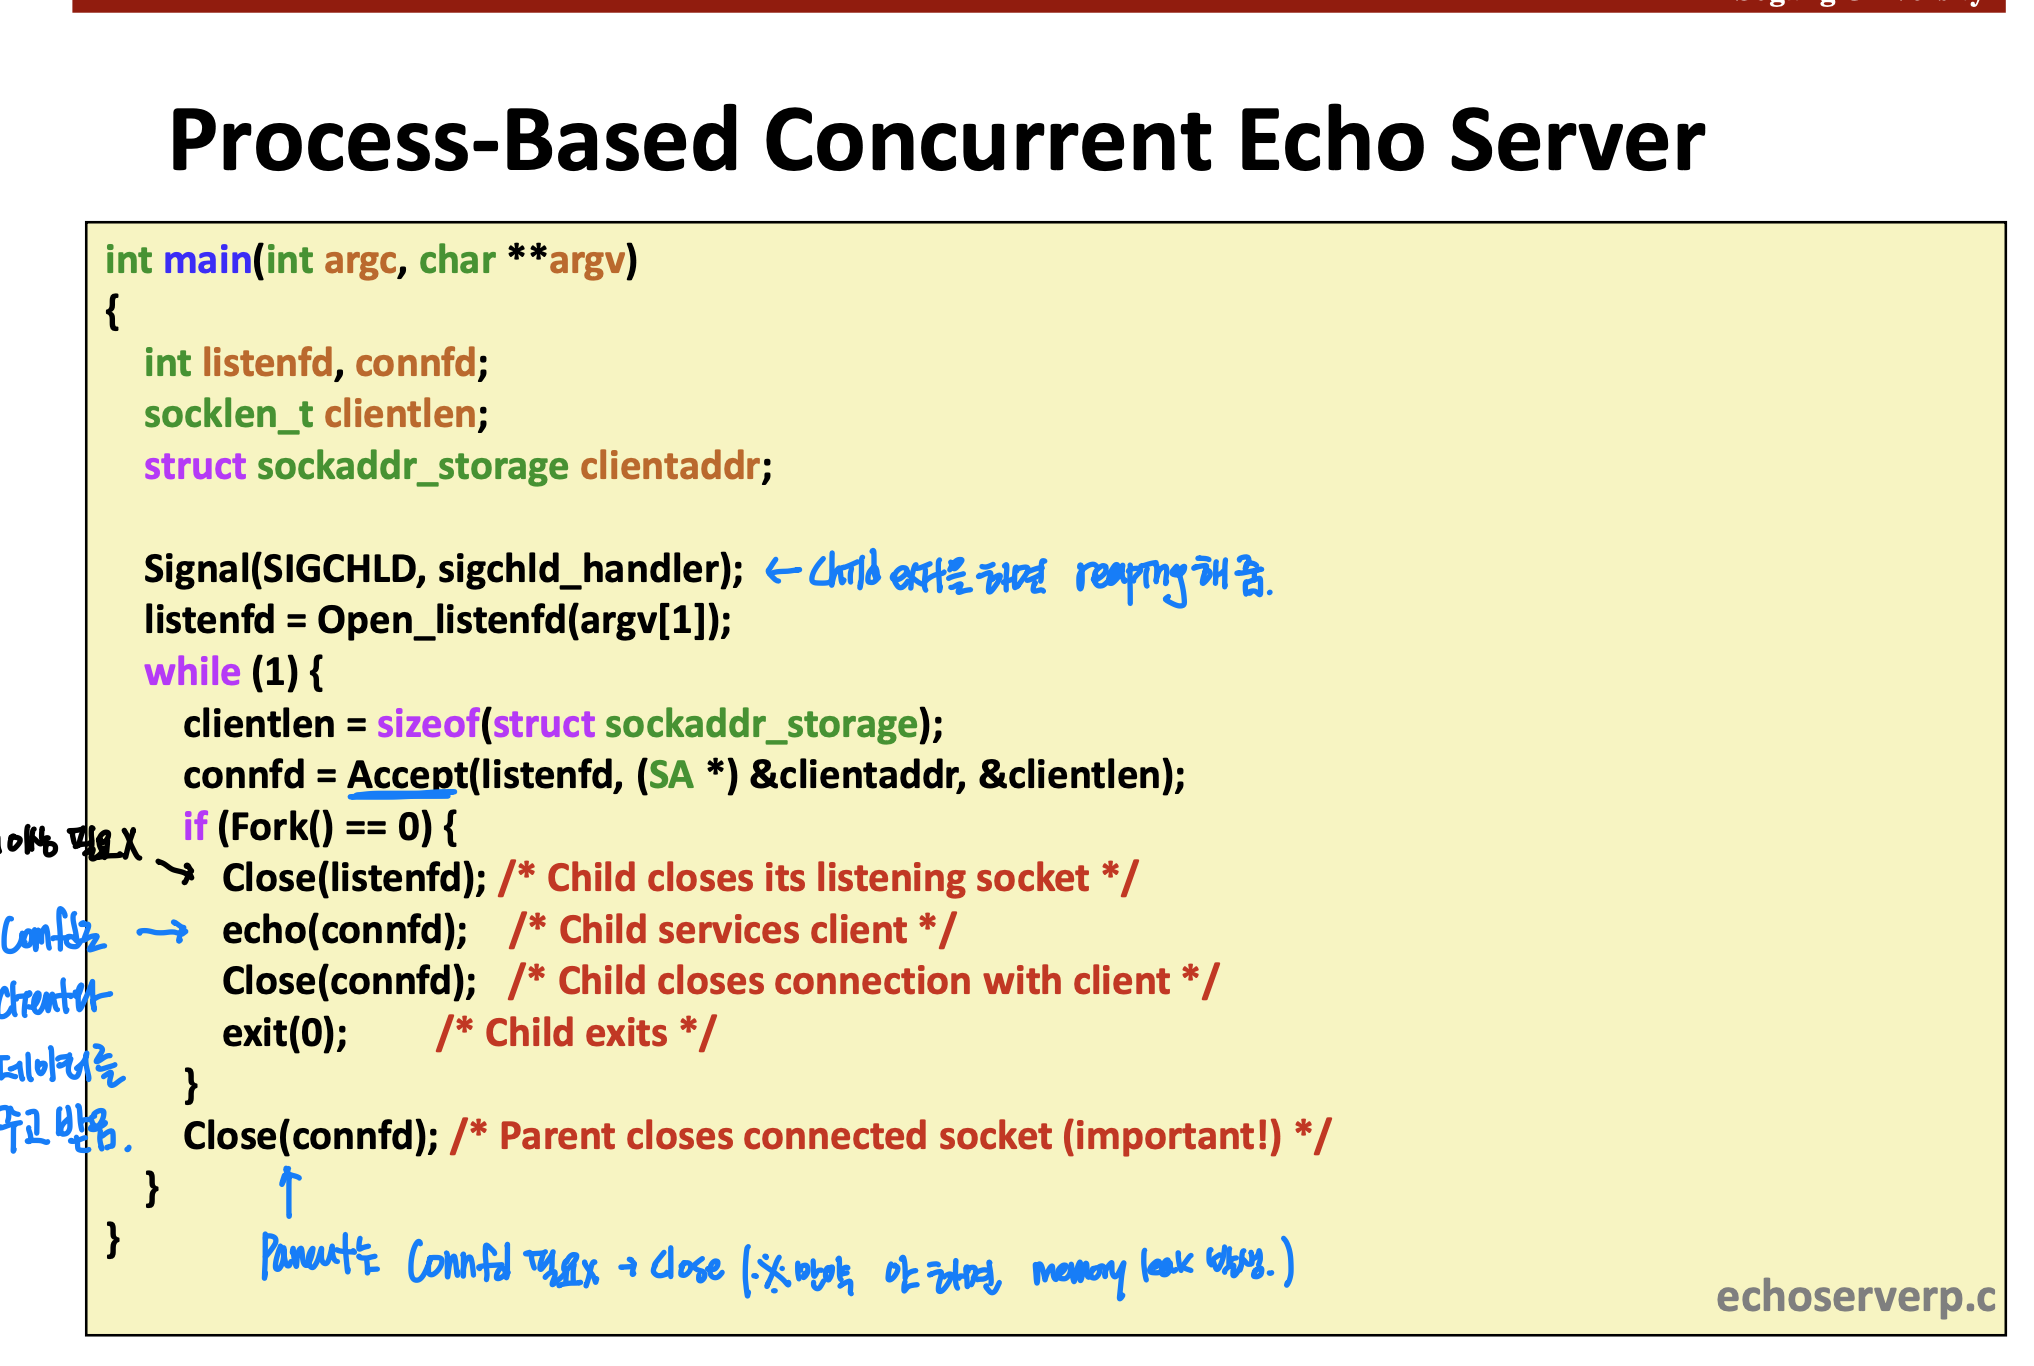 Process-Based Concurrent Echo Server
int main(int argc, char **argv)
{
int listenfd, connfd;
socklen_t clientlen;
struct sockaddr_storage clientaddr;
Signal(SIGCHLD, sigchld_handler); ← child exit을 하면 reaping 해 줌.
listenfd = Open_listenfd(argv[1]);
while (1) {
clientlen = sizeof(struct sockaddr_storage);
connfd = Accept(listenfd, (SA *) &clientaddr, &clientlen);
if (Fork() == 0) {
이상 필요X →
Close(listenfd); /* Child closes its listening socket */
connfd로 → echo(connfd); /* Child services client */
client와
Close(connfd); /* Child closes connection with client */
exit(0); /* Child exits */
데이터를
}
주고 받음.
Close(connfd); /* Parent closes connected socket (important!) */
}
}
↑
Parent는 connfd 필요X → close (※ 만약 안 하면, memory leak 발생.)
echoserverp.c